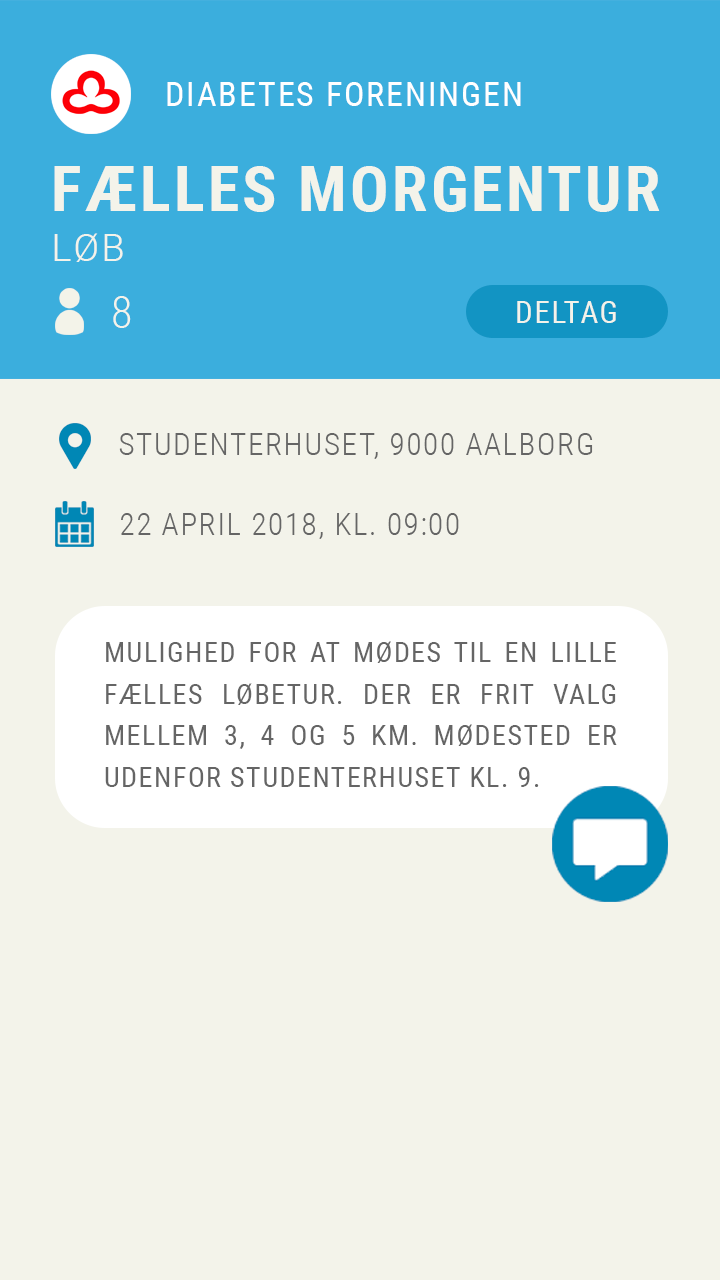 DIABETES FORENINGEN
FÆLLES MORGENTUR
LØB
8
DELTAG
STUDENTERHUSET, 9000 AALBORG
22 APRIL 2018, KL. 09:00
MULIGHED FOR AT MØDES TIL EN LILLE
FÆLLES LØBETUR. DER ER FRIT VALG
MELLEM 3, 4 OG 5 KM. MØDESTED ER
UDENFOR STUDENTERHUSET KL. 9.